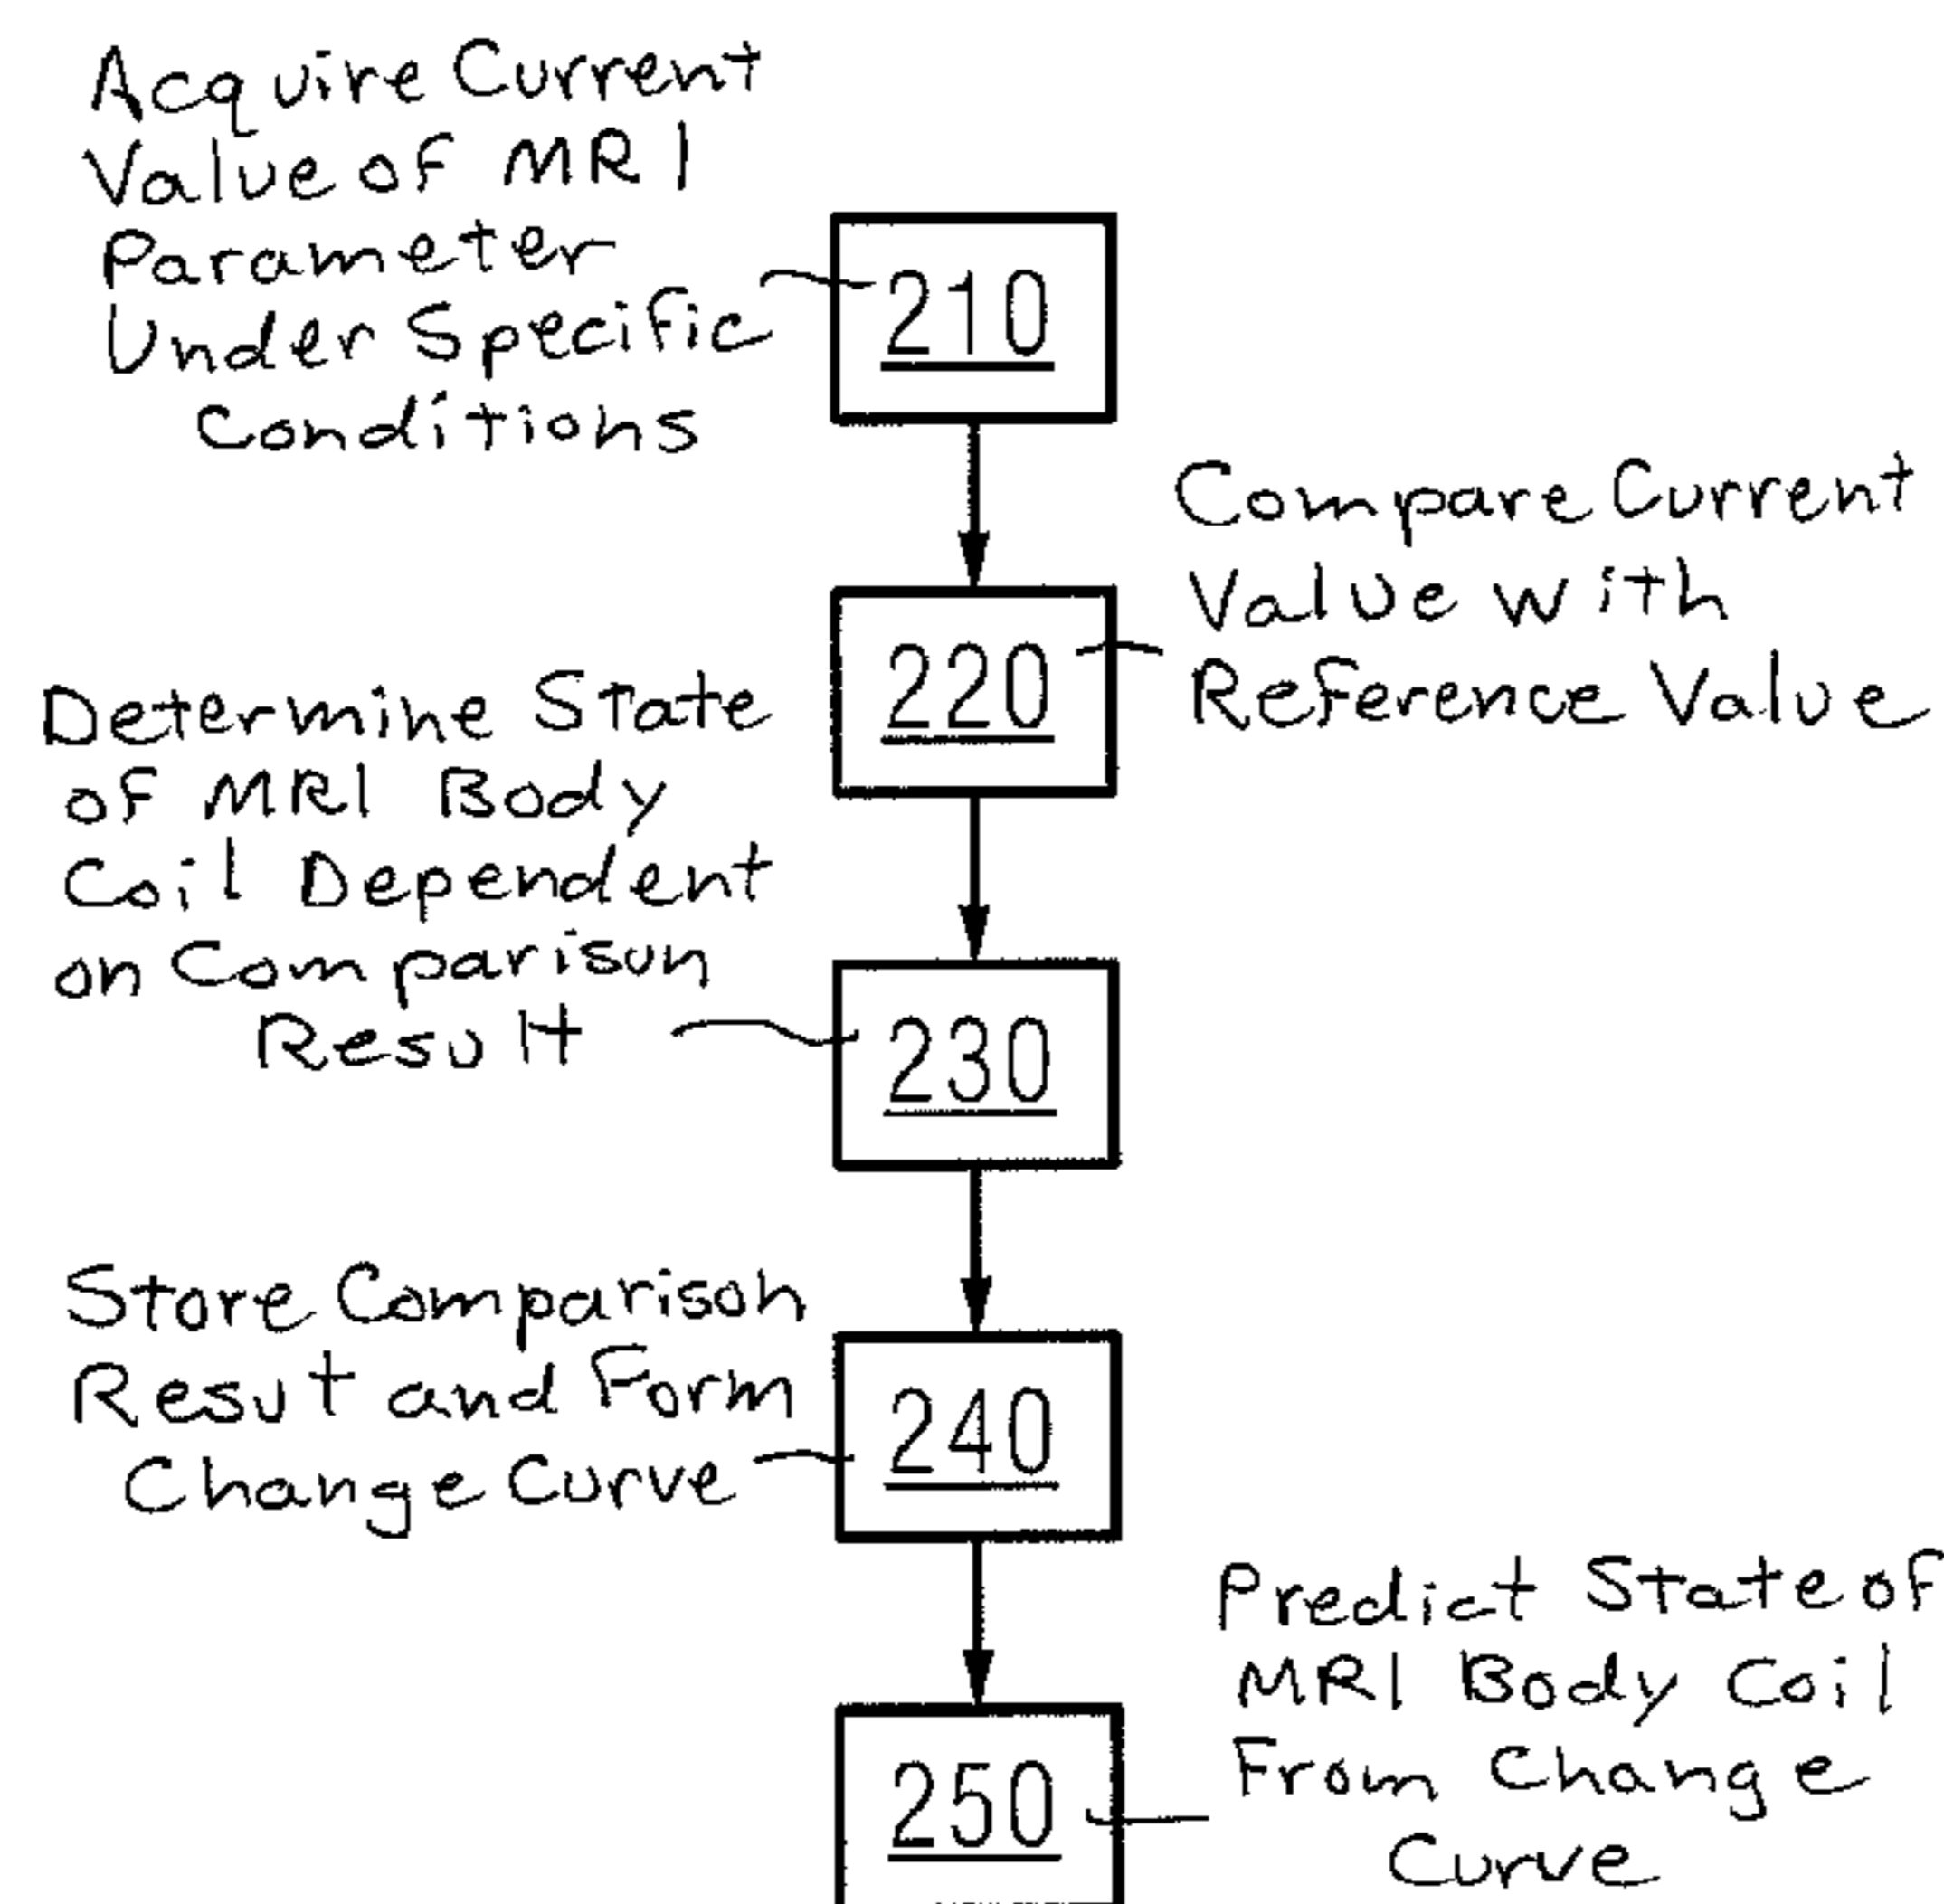 Acquire Current
Value of MRI
Parameter
Under Specific
Conditions
210
Compare Current
Value with
Reference Value
220
Determine State
of MRI Body
Coil Dependent
on Comparison
Result
230
Store Comparison
Resut and Form
Change Curve
240
Predict State of
MRI Body Coil
From Change
Curve
250